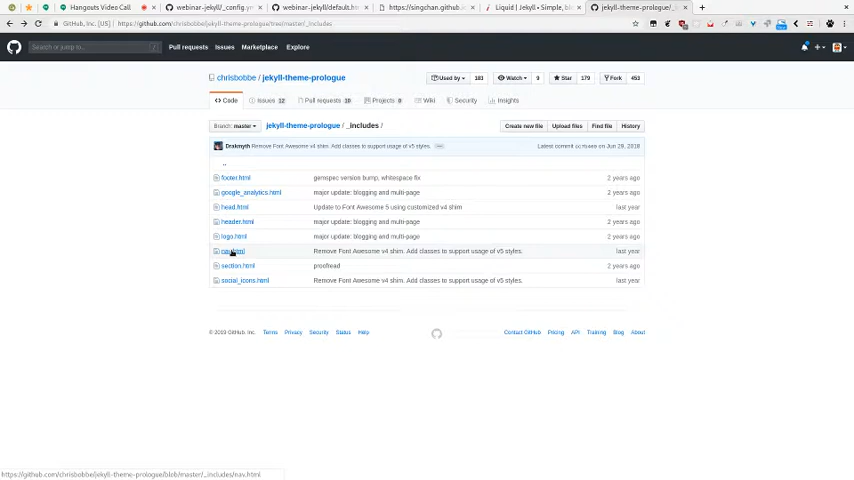 Hangouts Video Call
webinar-jekyll/_config.ym
webinar-jekyll/default.ht
https://singchan.github.
Liquid | Jekyll • Simple, b
jekyll-theme-prologue/_i
GitHub, Inc. [US] | https://github.com/chrisbobbe/jekyll-theme-prologue/tree/master/_includes
Search or jump to...
Pull requests
Issues
Marketplace
Explore
chrisbobbe / jekyll-theme-prologue
Used by 181
Watch 9
Star 179
Fork 453
Code
Issues 12
Pull requests 10
Projects 0
Wiki
Security
Insights
Branch: master
jekyll-theme-prologue / _includes /
Create new file
Upload files
Find file
History
Drakmyth Remove Font Awesome v4 shim. Add classes to support usage of v5 styles.
Latest commit on Jun 29, 2018
..
footer.html gemspec version bump, whitespace fix 2 years ago
google_analytics.html major update: blogging and multi-page 2 years ago
head.html Update to Font Awesome 5 using customized v4 shim last year
header.html major update: blogging and multi-page 2 years ago
logo.html major update: blogging and multi-page 2 years ago
nav.html Remove Font Awesome v4 shim. Add classes to support usage of v5 styles. last year
section.html proofread 2 years ago
social_icons.html Remove Font Awesome v4 shim. Add classes to support usage of v5 styles. last year
© 2019 GitHub, Inc.
Terms
Privacy
Security
Status
Help
Contact GitHub
Pricing
API
Training
Blog
About
https://github.com/chrisbobbe/jekyll-theme-prologue/blob/master/_includes/nav.html